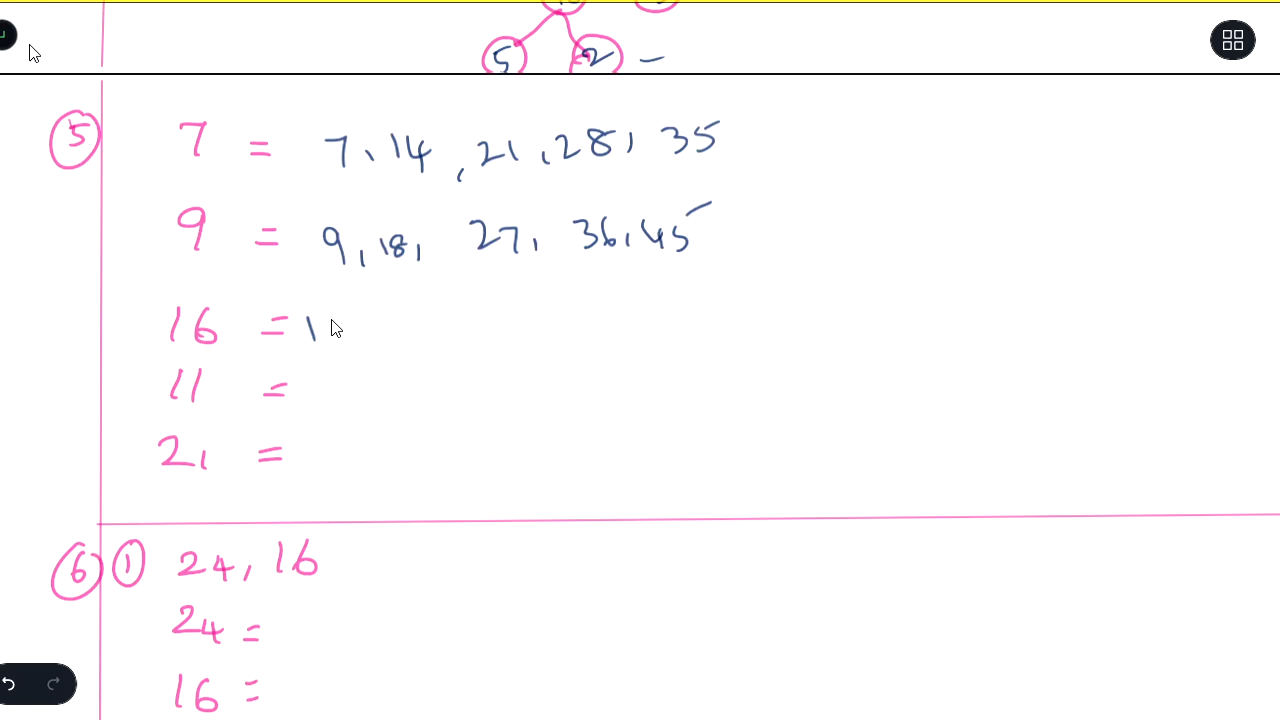 5 2 –
5 7 = 7, 14, 21, 28, 35
9 = 9, 18, 27, 36, 45
16 = 1
11 =
21 =
6 1 24, 16
24 =
16 =